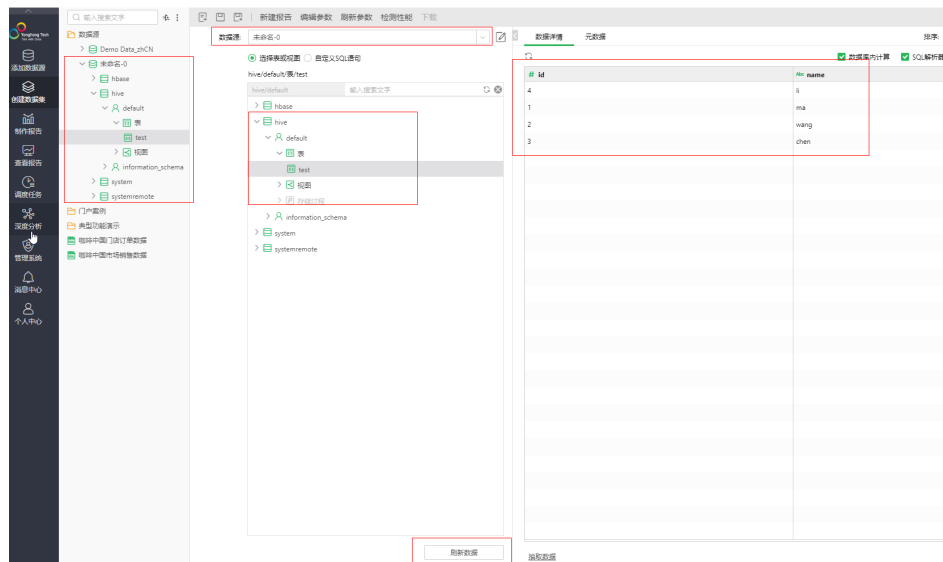 Yonghong Tech
添加数据源
创建数据集
制作报告
查看报告
调度任务
深度分析
管理系统
消息中心
个人中心
输入搜索文字
数据源
Demo Data_zhCN
未命名-0
hbase
hive
default
表
test
视图
information_schema
system
systemremote
门户案例
典型功能演示
咖啡中国门店订单数据
咖啡中国市场销售数据
新建报告 编辑参数 刷新参数 检测性能 下载
数据源: 未命名-0
选择表或视图 自定义SQL语句
hive/default/表/test
hive/default 输入搜索文字
hbase
hive
default
表
test
视图
存储过程
information_schema
system
systemremote
刷新数据
数据详情 元数据 排序:
数据库内计算 SQL解析器
# id Abc name
4 li
1 ma
2 wang
3 chen
抽取数据